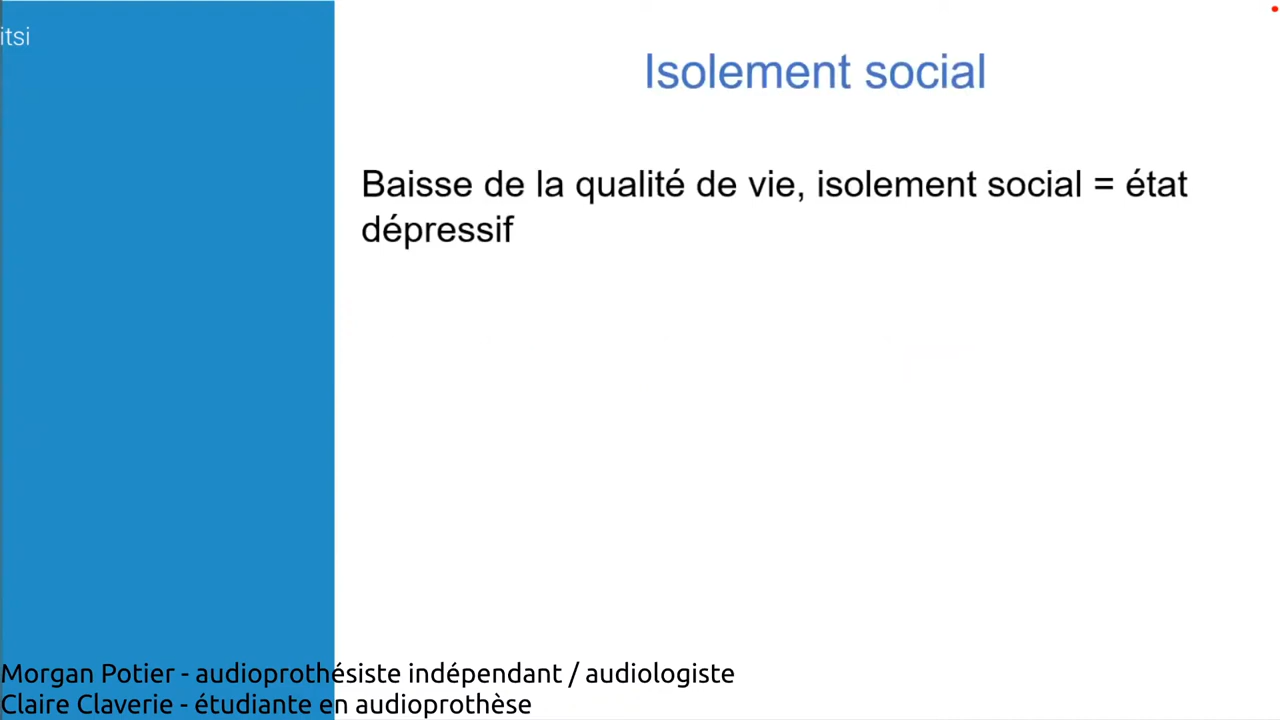 itsi
Isolement social
Baisse de la qualité de vie, isolement social = état
dépressif
Morgan Potier - audioprothésiste indépendant / audiologiste
Claire Claverie - étudiante en audioprothèse